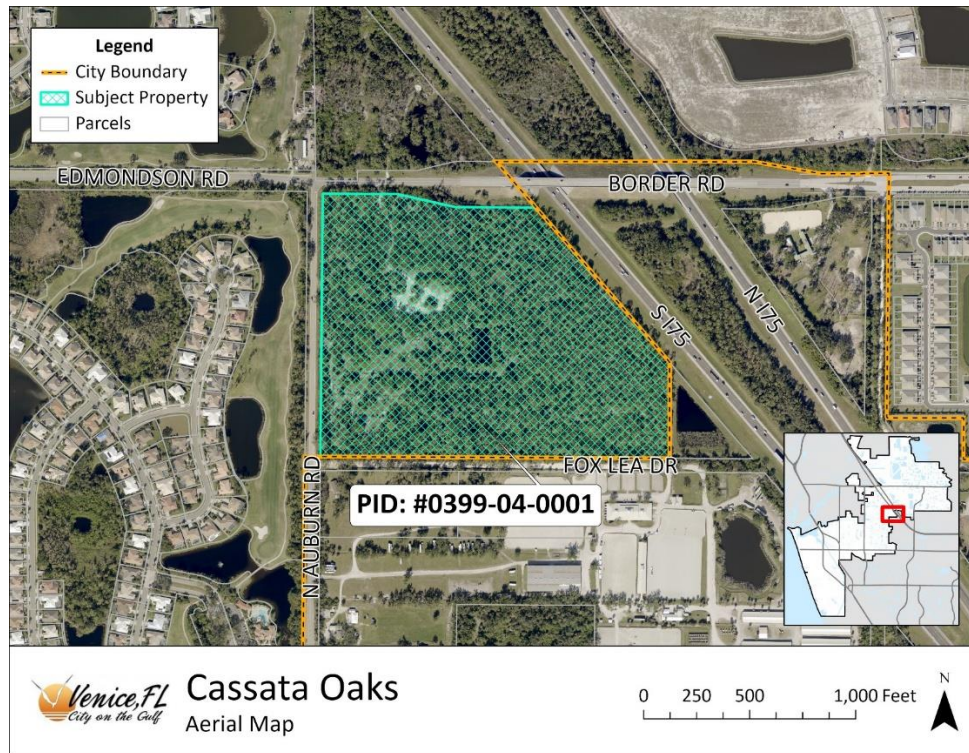 Legend
City Boundary
Subject Property
Parcels
EDMONDSON RD
BORDER RD
S I75
N I75
N AUBURN RD
FOX LEA DR
PID: #0399-04-0001
Venice, FL
City on the Gulf
Cassata Oaks
Aerial Map
0 250 500 1,000 Feet
N